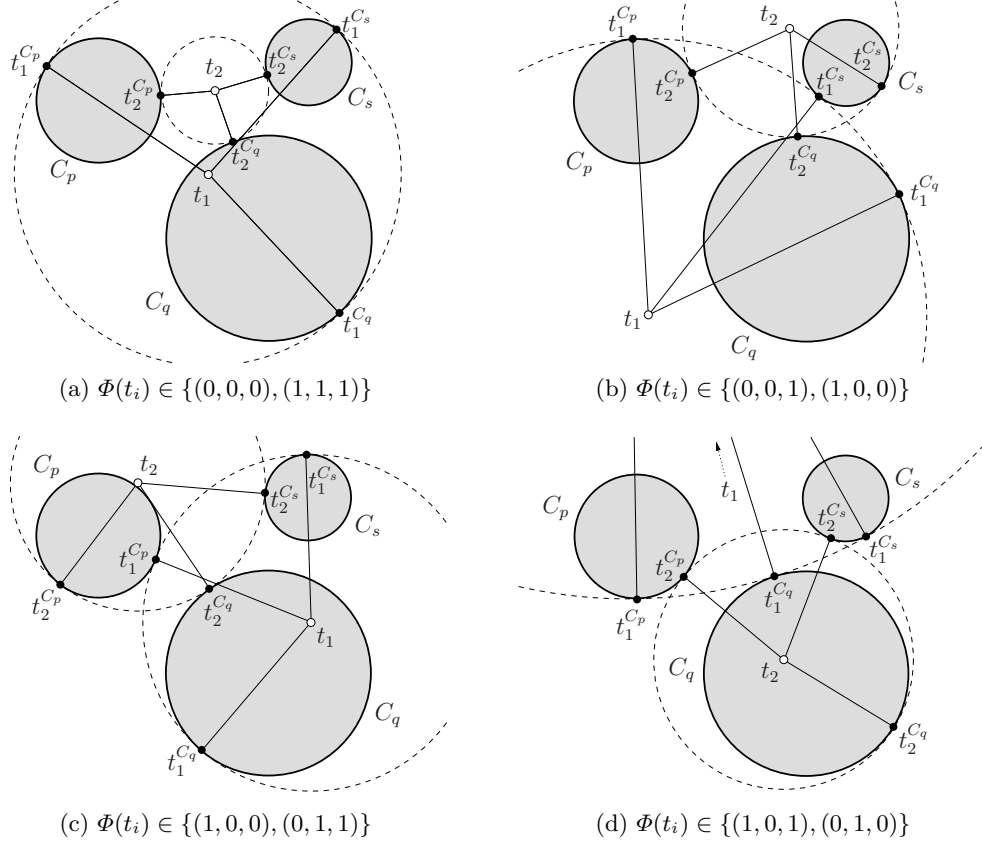 t_1^{C_p} t_1^{C_s}
t_2 t_2^{C_s}
t_2^{C_p} C_s
C_p t_2^{C_q}
t_1
C_q t_1^{C_q}
(a) Φ(t_i) ∈ {(0, 0, 0), (1, 1, 1)}
t_1^{C_p} t_2
t_2^{C_p} t_2^{C_s} C_s
t_1^{C_s}
C_p t_2^{C_q}
t_1^{C_q}
t_1
C_q
(b) Φ(t_i) ∈ {(0, 0, 1), (1, 0, 0)}
C_p t_2 t_1^{C_s}
t_2^{C_s} C_s
t_1^{C_p}
t_2^{C_p} t_2^{C_q}
t_1
C_q
t_1^{C_q}
(c) Φ(t_i) ∈ {(1, 0, 0), (0, 1, 1)}
t_1 C_s
C_p t_2^{C_s}
t_1^{C_s}
t_2^{C_p}
t_1^{C_p} t_1^{C_q}
C_q t_2
t_2^{C_q}
(d) Φ(t_i) ∈ {(1, 0, 1), (0, 1, 0)}